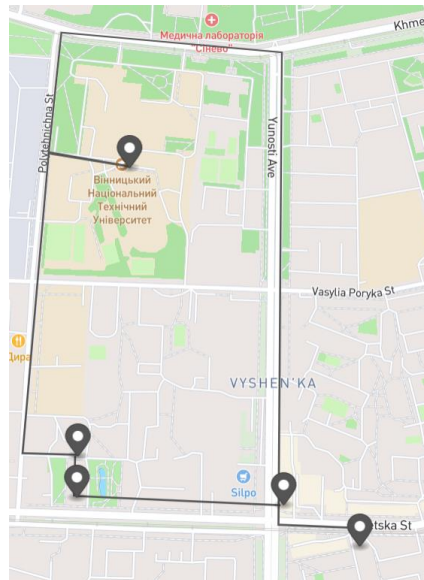 Khme
Медична лабораторія
"Сінево"
Polytehnichna St
Yunosti Ave
Вінницький
Національний
Технічний
Університет
Vasylia Poryka St
Дира
VYSHEN'KA
Silpo
etska St